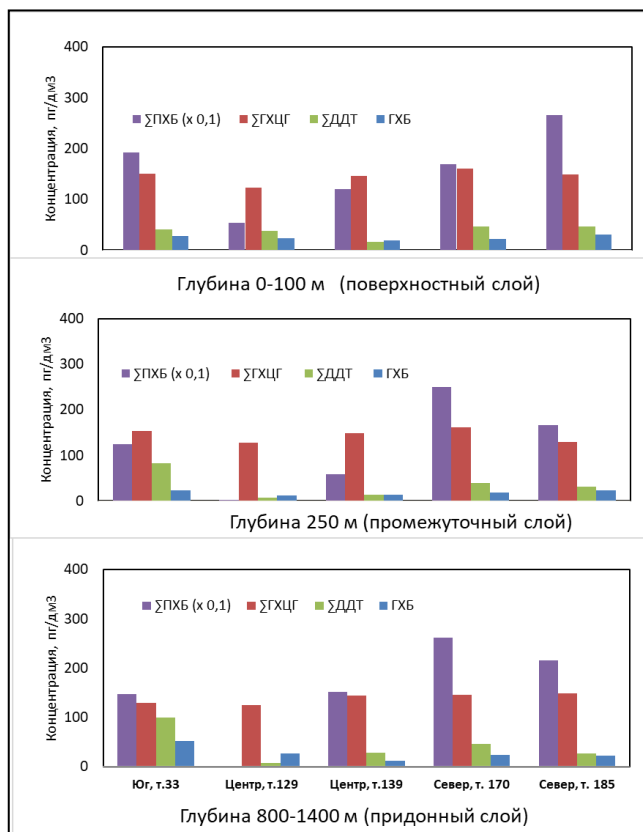 400
300
200
100
0
Концентрация, пг/дм3
∑ПХБ (х 0,1) ∑ГХЦГ ∑ДДТ ГХБ
Глубина 0-100 м (поверхностный слой)
400
300
200
100
0
Концентрация, пг/дм3
∑ПХБ (х 0,1) ∑ГХЦГ ∑ДДТ ГХБ
Глубина 250 м (промежуточный слой)
400
300
200
100
0
Концентрация, пг/дм3
∑ПХБ (х 0,1) ∑ГХЦГ ∑ДДТ ГХБ
Юг, т.33 Центр, т.129 Центр, т.139 Север, т. 170 Север, т. 185
Глубина 800-1400 м (придонный слой)